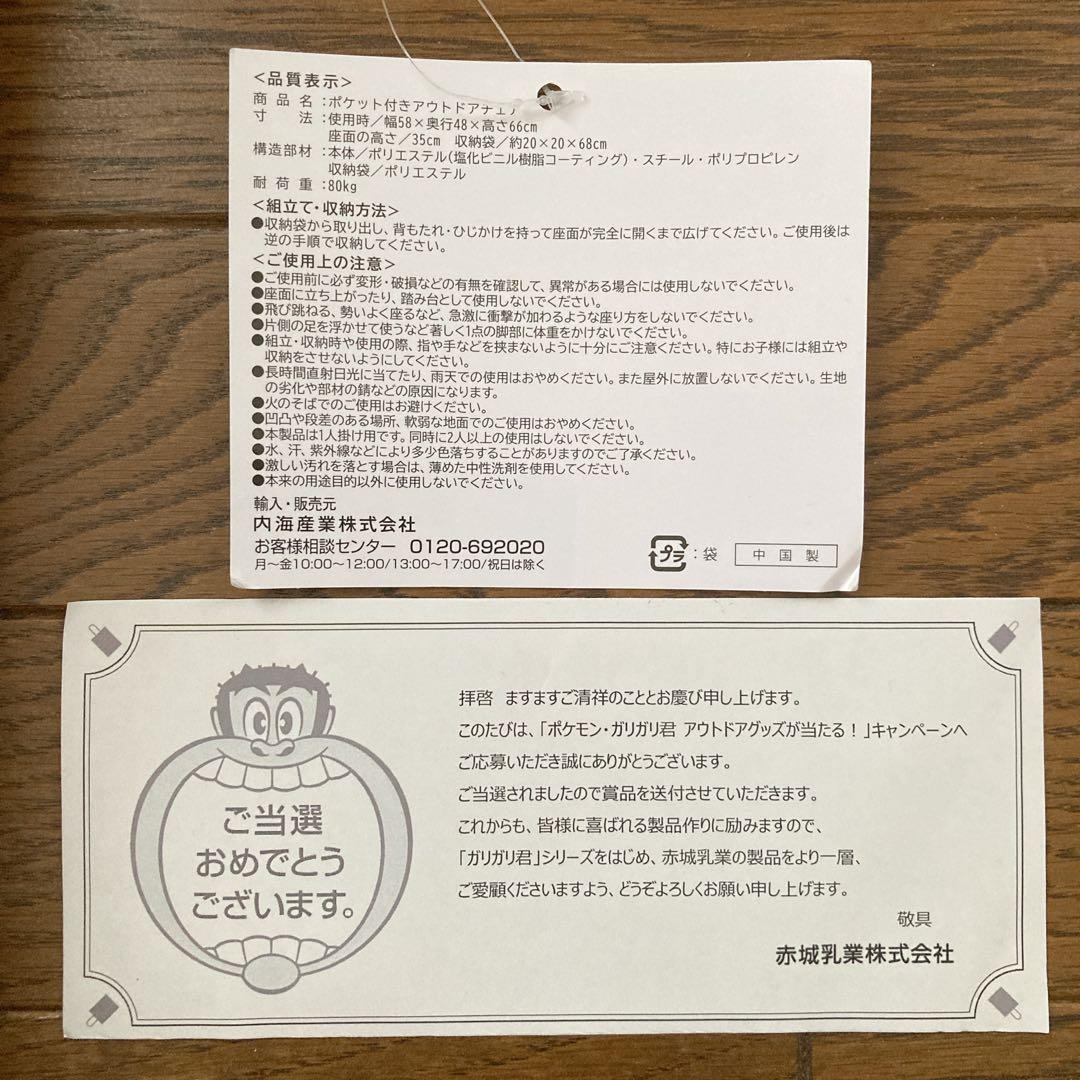 <品質表示>
商品名：ポケット付きアウトドアチェア
寸法：使用時／幅58×奥行48×高さ66cm
座面の高さ／35cm 収納袋／約20×20×68cm
構造部材：本体／ポリエステル(塩化ビニル樹脂コーティング)・スチール・ポリプロピレン
収納袋／ポリエステル
耐荷重：80kg
<組立て・収納方法>
●収納袋から取り出し、背もたれ・ひじかけを持って座面が完全に開くまで広げてください。ご使用後は
逆の手順で収納してください。
<ご使用上の注意>
●ご使用前に必ず変形・破損などの有無を確認して、異常がある場合には使用しないでください。
●座面に立ち上がったり、踏み台として使用しないでください。
●飛び跳ねる、勢いよく座るなど、急激に衝撃が加わるような座り方をしないでください。
●片側の足を浮かせて使うなど著しく1点の脚部に体重をかけないでください。
●組立・収納時や使用の際、指や手などを挟まないように十分にご注意ください。特にお子様には組立や
収納をさせないようにしてください。
●長時間直射日光に当てたり、雨天での使用はおやめください。また屋外に放置しないでください。生地
の劣化や部材の錆などの原因になります。
●火のそばでのご使用はお避けください。
●凹凸や段差のある場所、軟弱な地面でのご使用はおやめください。
●本製品は1人掛け用です。同時に2人以上の使用はしないでください。
●水、汗、紫外線などにより多少色落ちすることがありますのでご了承ください。
●激しい汚れを落とす場合は、薄めた中性洗剤を使用してください。
●本来の用途目的以外に使用しないでください。
輸入・販売元
内海産業株式会社
お客様相談センター 0120-692020
月～金10:00～12:00/13:00～17:00/祝日は除く
プラ：袋 中国製
ご当選
おめでとう
ございます。
拝啓 ますますご清祥のこととお慶び申し上げます。
このたびは、「ポケモン・ガリガリ君 アウトドアグッズが当たる！」キャンペーンへ
ご応募いただき誠にありがとうございます。
ご当選されましたので賞品を送付させていただきます。
これからも、皆様に喜ばれる製品作りに励みますので、
「ガリガリ君」シリーズをはじめ、赤城乳業の製品をより一層、
ご愛顧くださいますよう、どうぞよろしくお願い申し上げます。
敬具
赤城乳業株式会社